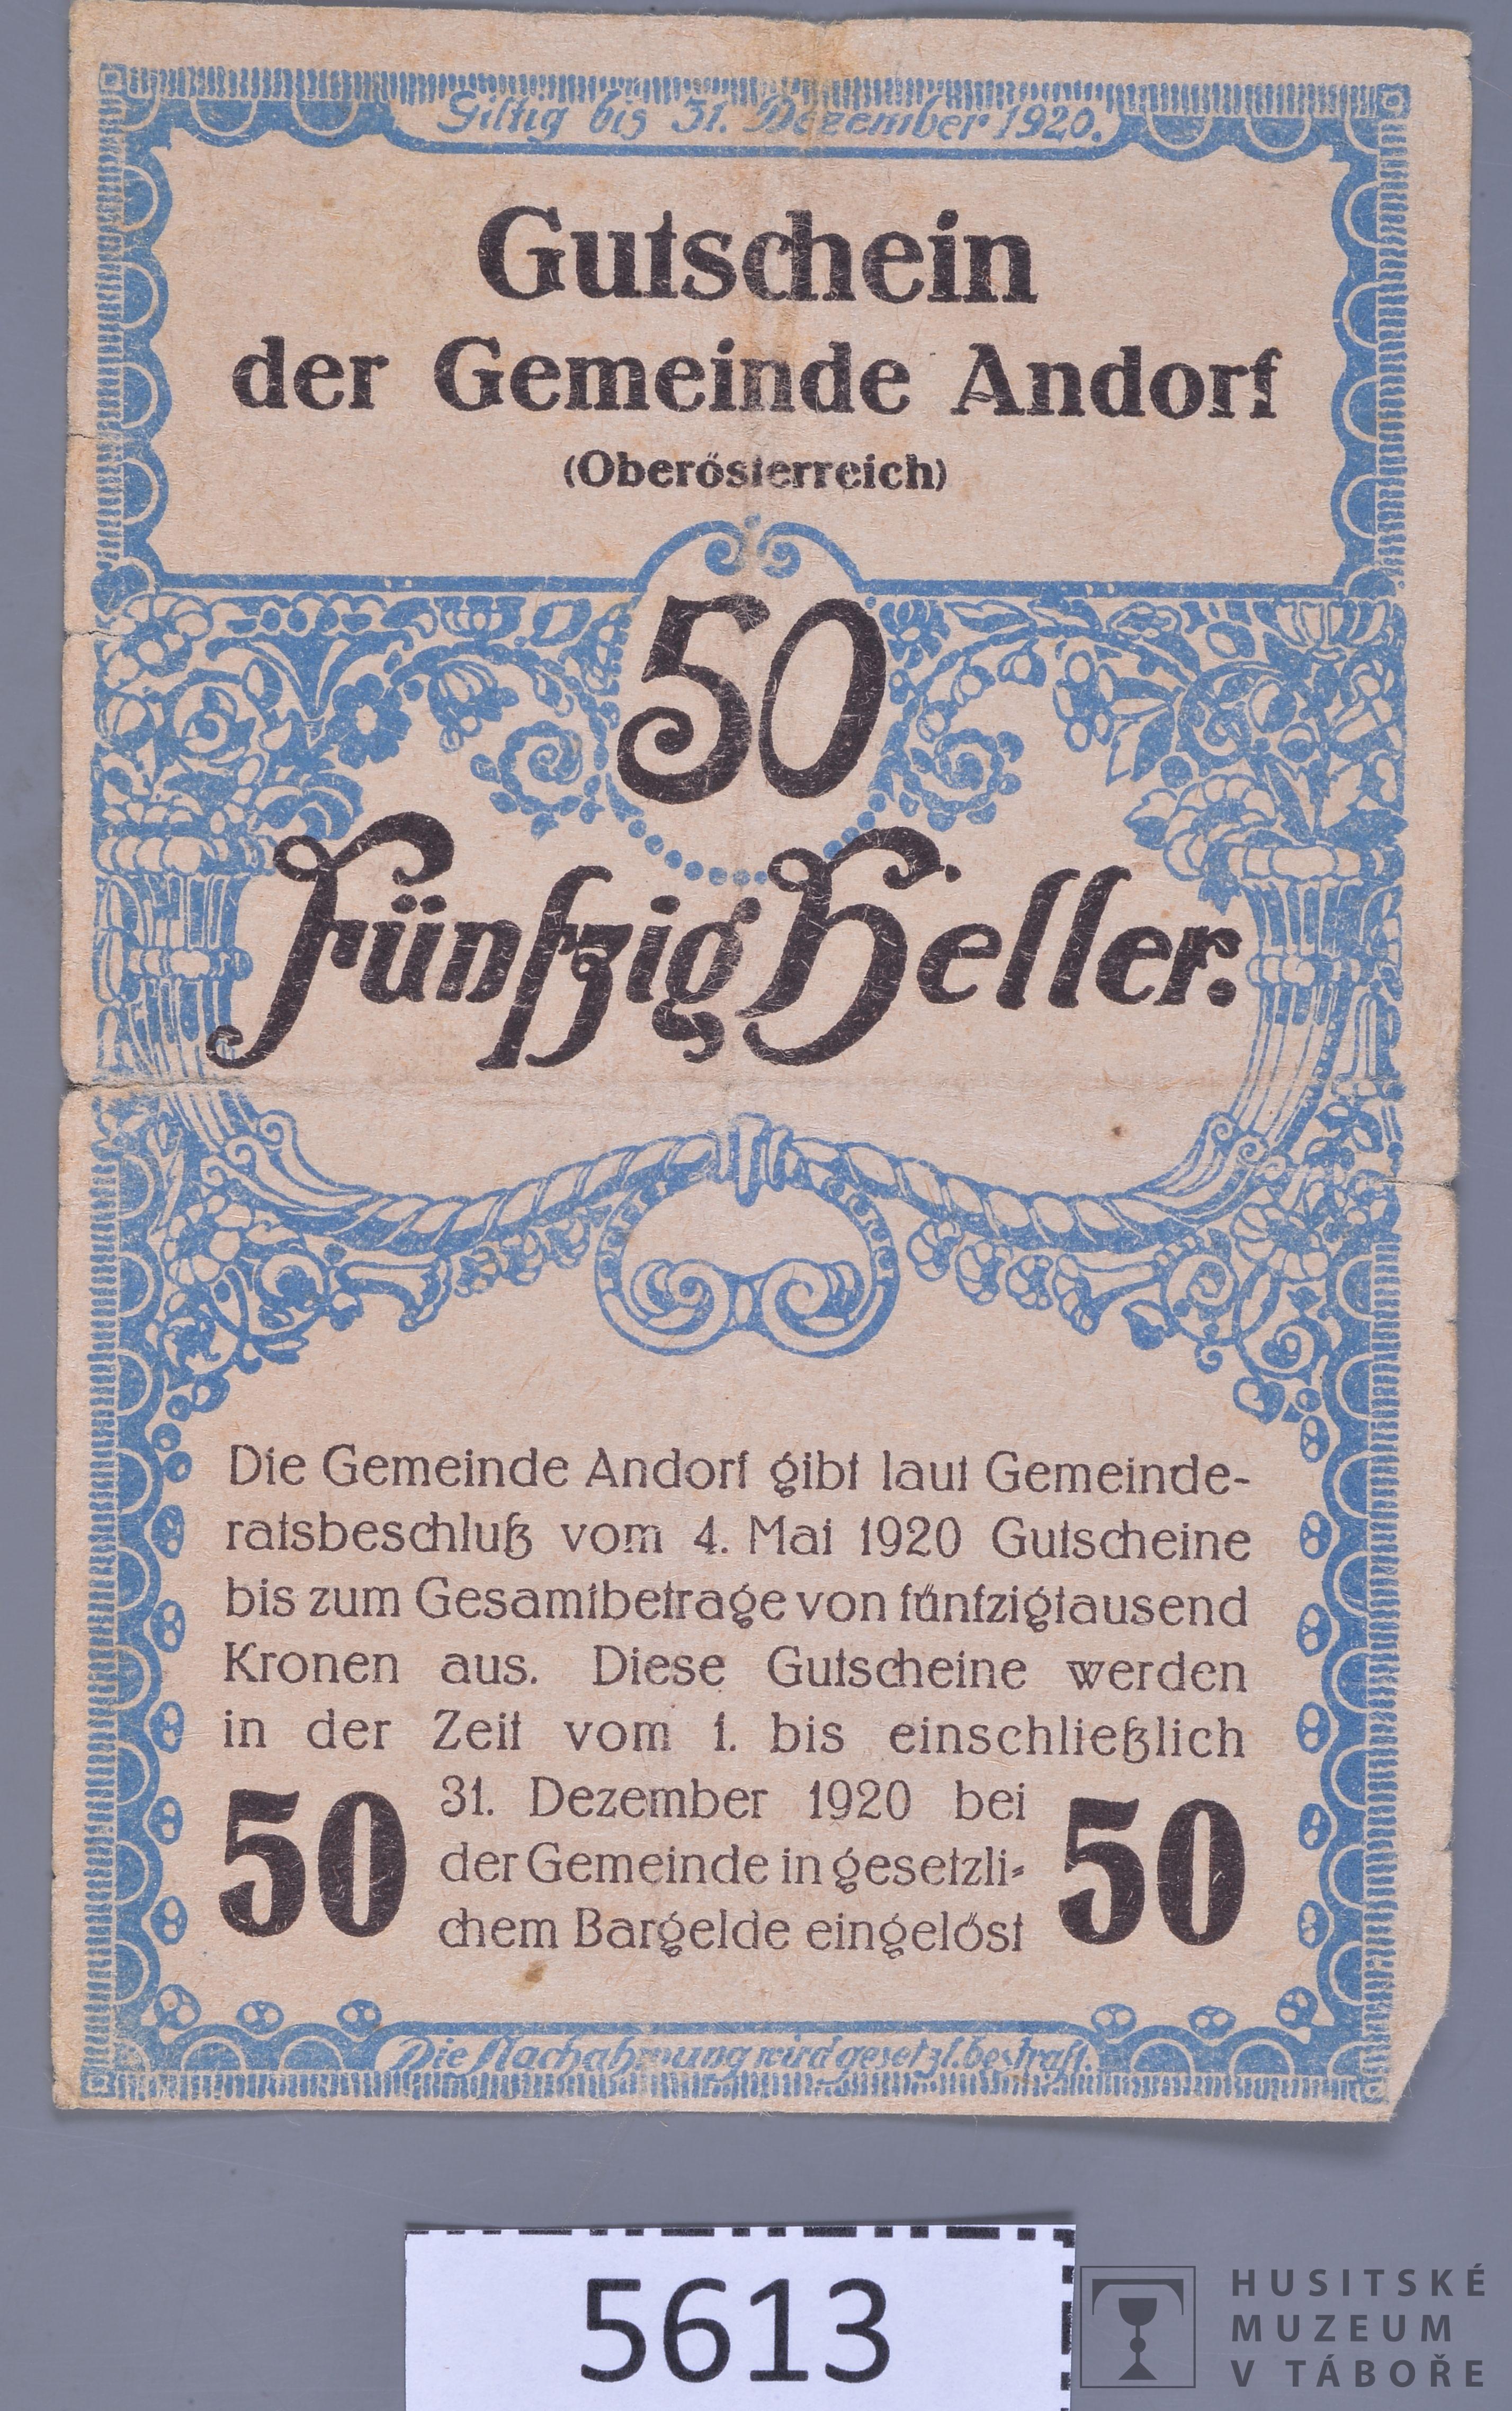 Giltig bis 31. Dezember 1920.
Gutschein
der Gemeinde Andorf
(Oberösterreich)
50
Fünfzig Heller.
Die Gemeinde Andorf gibt laut Gemeinde-
ratsbeschluß vom 4. Mai 1920 Gutscheine
bis zum Gesamtbetrage von fünfzigtausend
Kronen aus. Diese Gutscheine werden
in der Zeit vom 1. bis einschließlich
31. Dezember 1920 bei
der Gemeinde in gesetzli-
chem Bargelde eingelöst
50
50
Die Nachahmung wird gesetzl. bestraft.
5613
HUSITSKÉ
MUZEUM
V TÁBOŘE